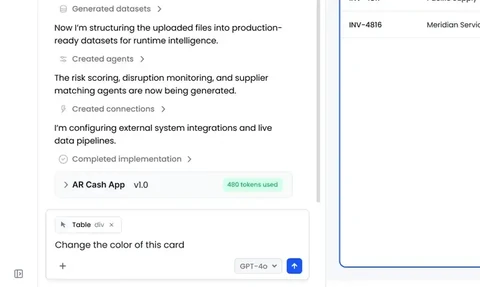 Generated datasets
Now I'm structuring the uploaded files into production-
ready datasets for runtime intelligence.
Created agents
The risk scoring, disruption monitoring, and supplier
matching agents are now being generated.
Created connections
I'm configuring external system integrations and live
data pipelines.
Completed implementation
AR Cash App v1.0 480 tokens used
Table div
Change the color of this card
GPT-4o
INV-4816 Meridian Servic